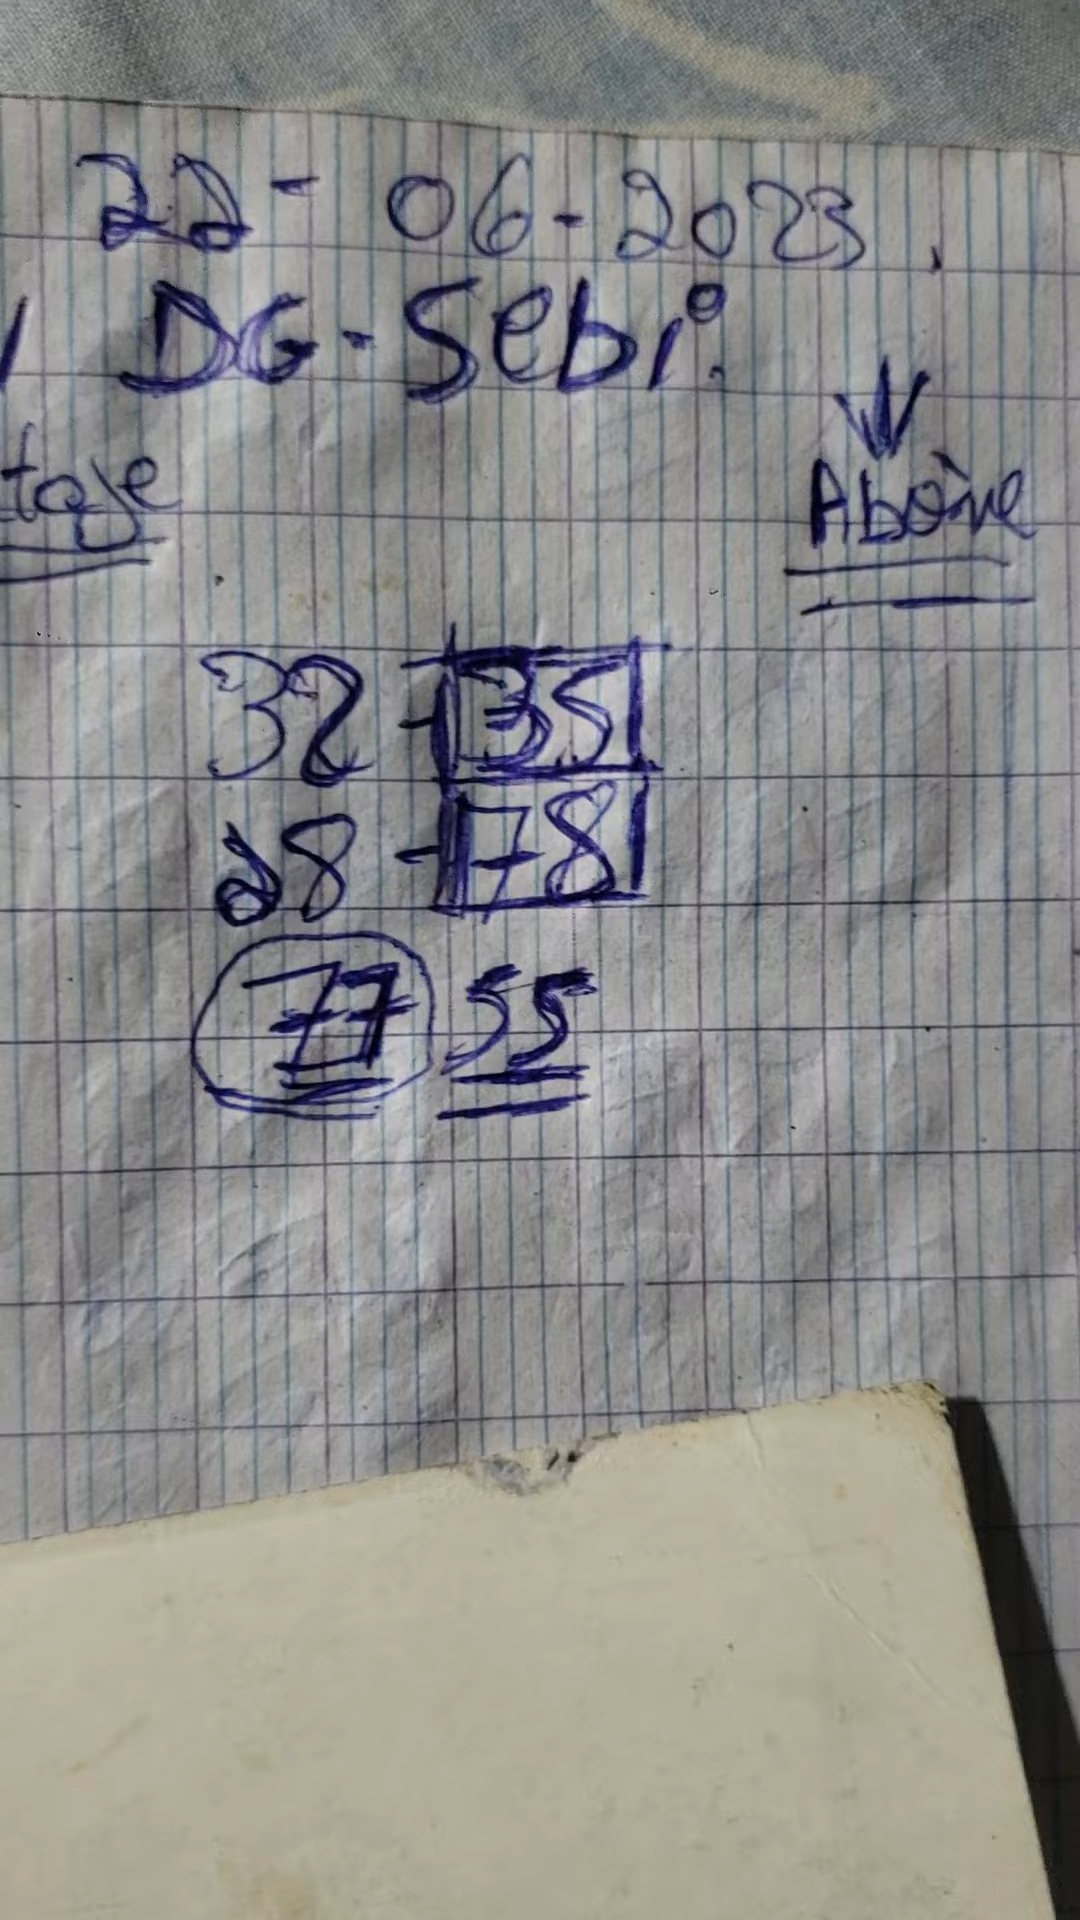 22 - 06 - 2023.
DG - Sebi.
taje
Abòne
32 - 35
28 - 78
77 55